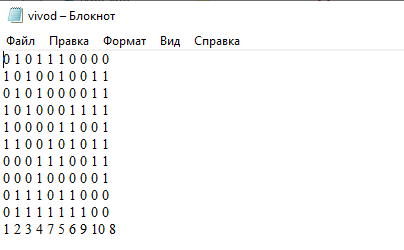 vivod – Блокнот
Файл Правка Формат Вид Справка
0 1 0 1 1 1 0 0 0 0
1 0 1 0 0 1 0 0 1 1
0 1 0 1 0 0 0 0 1 1
1 0 1 0 0 0 1 1 1 1
1 0 0 0 0 1 1 0 0 1
1 1 0 0 1 0 1 0 1 1
0 0 0 1 1 1 0 0 1 1
0 0 0 1 0 0 0 0 0 1
0 1 1 1 0 1 1 0 0 0
0 1 1 1 1 1 1 1 0 0
1 2 3 4 7 5 6 9 10 8